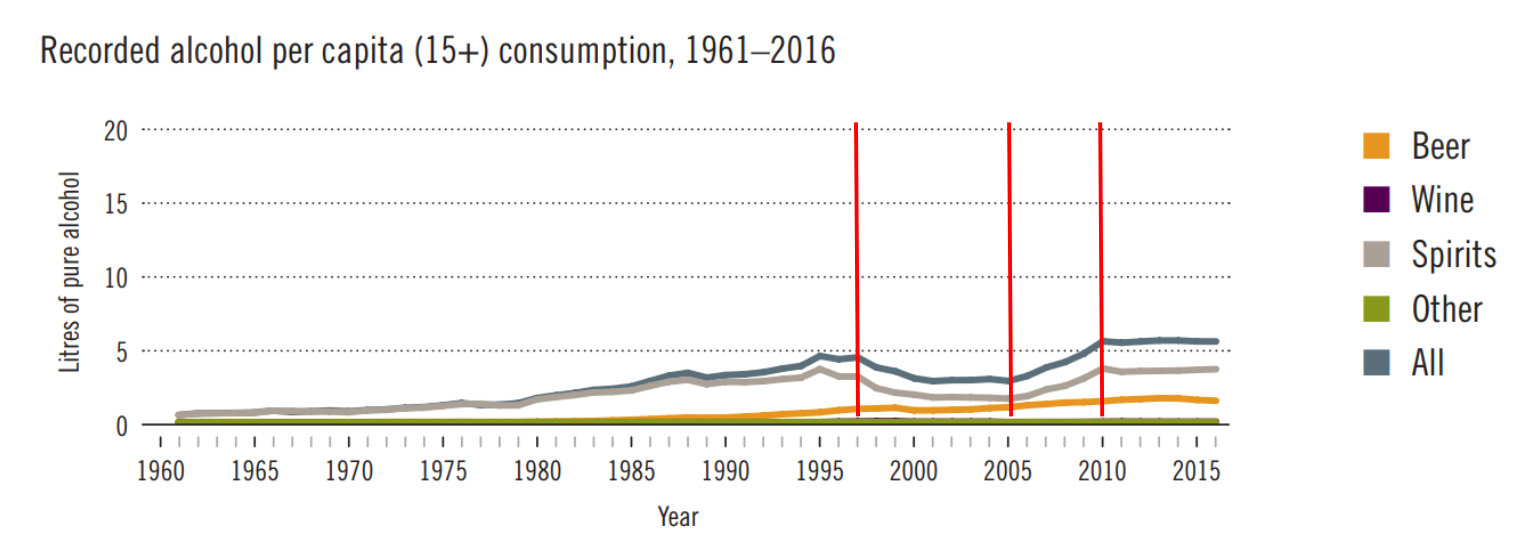 Recorded alcohol per capita (15+) consumption, 1961–2016
Litres of pure alcohol
20
15
10
5
0
1960 1965 1970 1975 1980 1985 1990 1995 2000 2005 2010 2015
Year
Beer
Wine
Spirits
Other
All